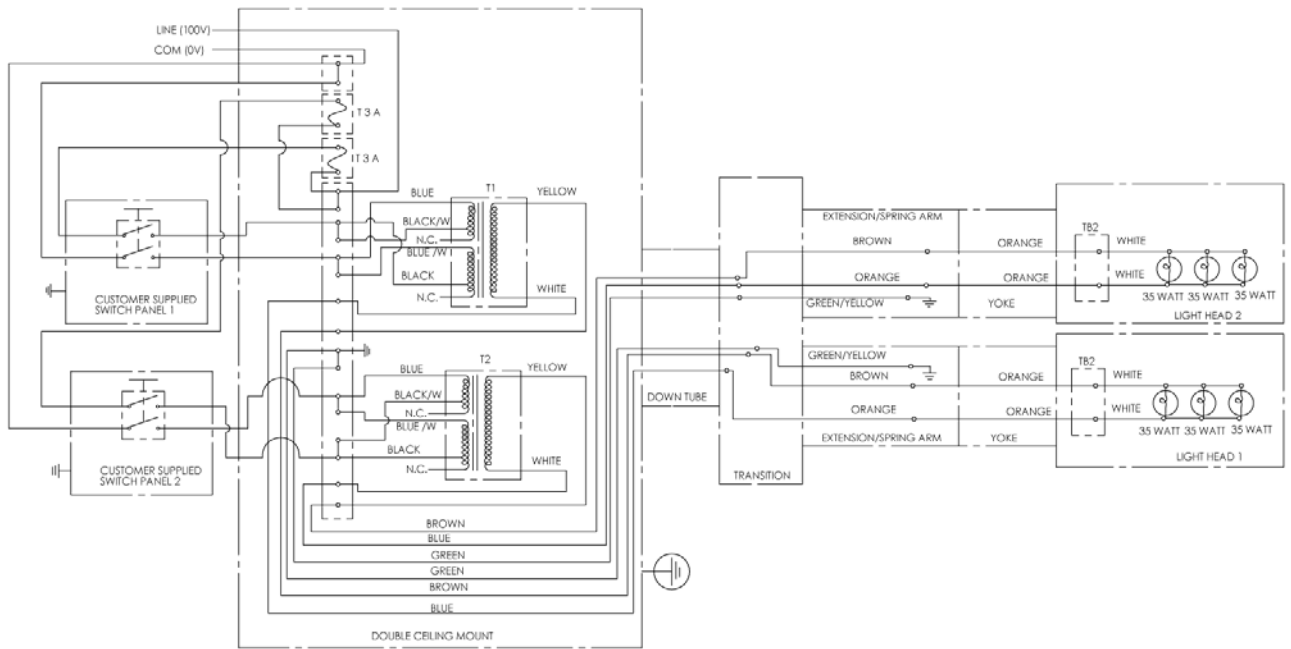 LINE (100V)
COM (0V)
T 3 A
T 3 A
BLUE
T1
YELLOW
BLACK/W
N.C.
BLUE /W
BLACK
N.C.
WHITE
CUSTOMER SUPPLIED
SWITCH PANEL 1
EXTENSION/SPRING ARM
BROWN
ORANGE
TB2
WHITE
ORANGE
ORANGE
WHITE
GREEN/YELLOW
YOKE
35 WATT
35 WATT
35 WATT
LIGHT HEAD 2
BLUE
T2
YELLOW
BLACK/W
N.C.
BLUE /W
BLACK
N.C.
WHITE
CUSTOMER SUPPLIED
SWITCH PANEL 2
DOWN TUBE
GREEN/YELLOW
BROWN
ORANGE
TB2
WHITE
ORANGE
ORANGE
WHITE
EXTENSION/SPRING ARM
YOKE
35 WATT
35 WATT
35 WATT
LIGHT HEAD 1
TRANSITION
BROWN
BLUE
GREEN
GREEN
BROWN
BLUE
DOUBLE CEILING MOUNT